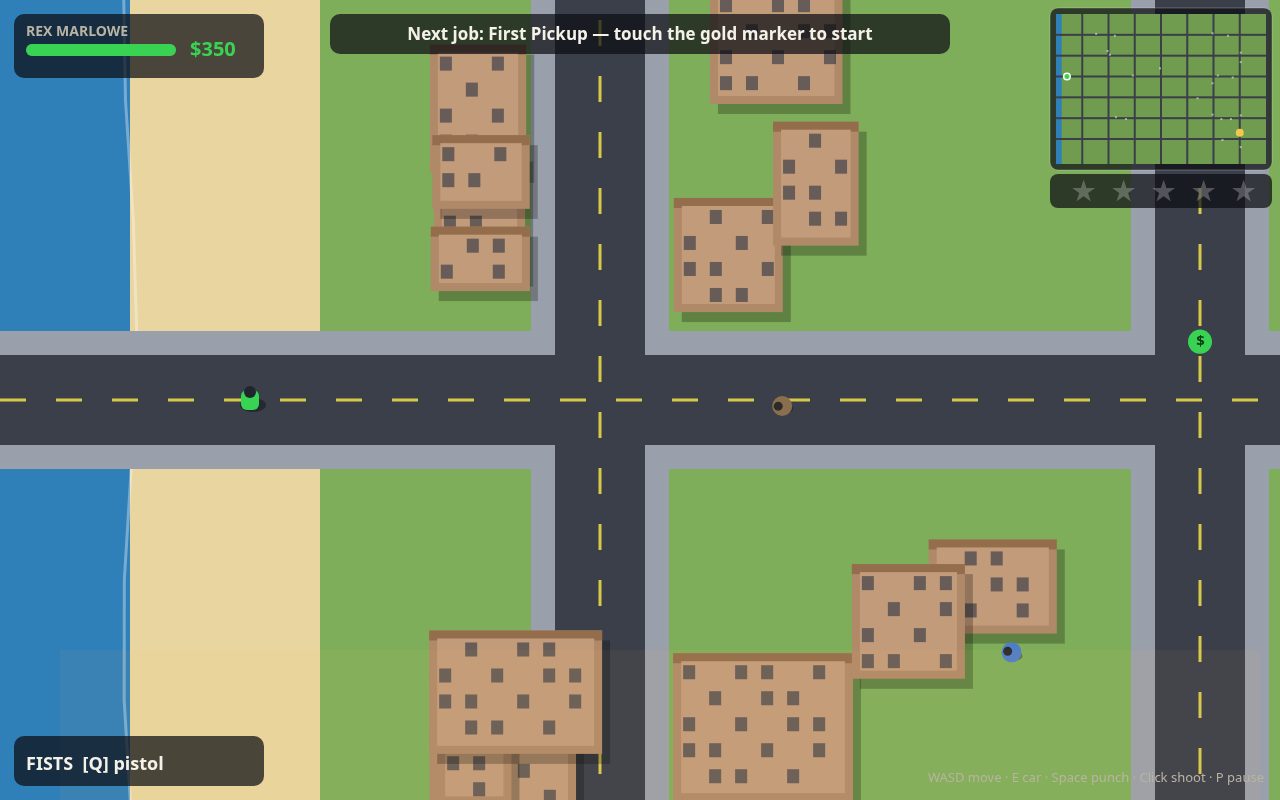 REX MARLOWE
$350
Next job: First Pickup — touch the gold marker to start
$
FISTS [Q] pistol
WASD move · E car · Space punch · Click shoot · P pause